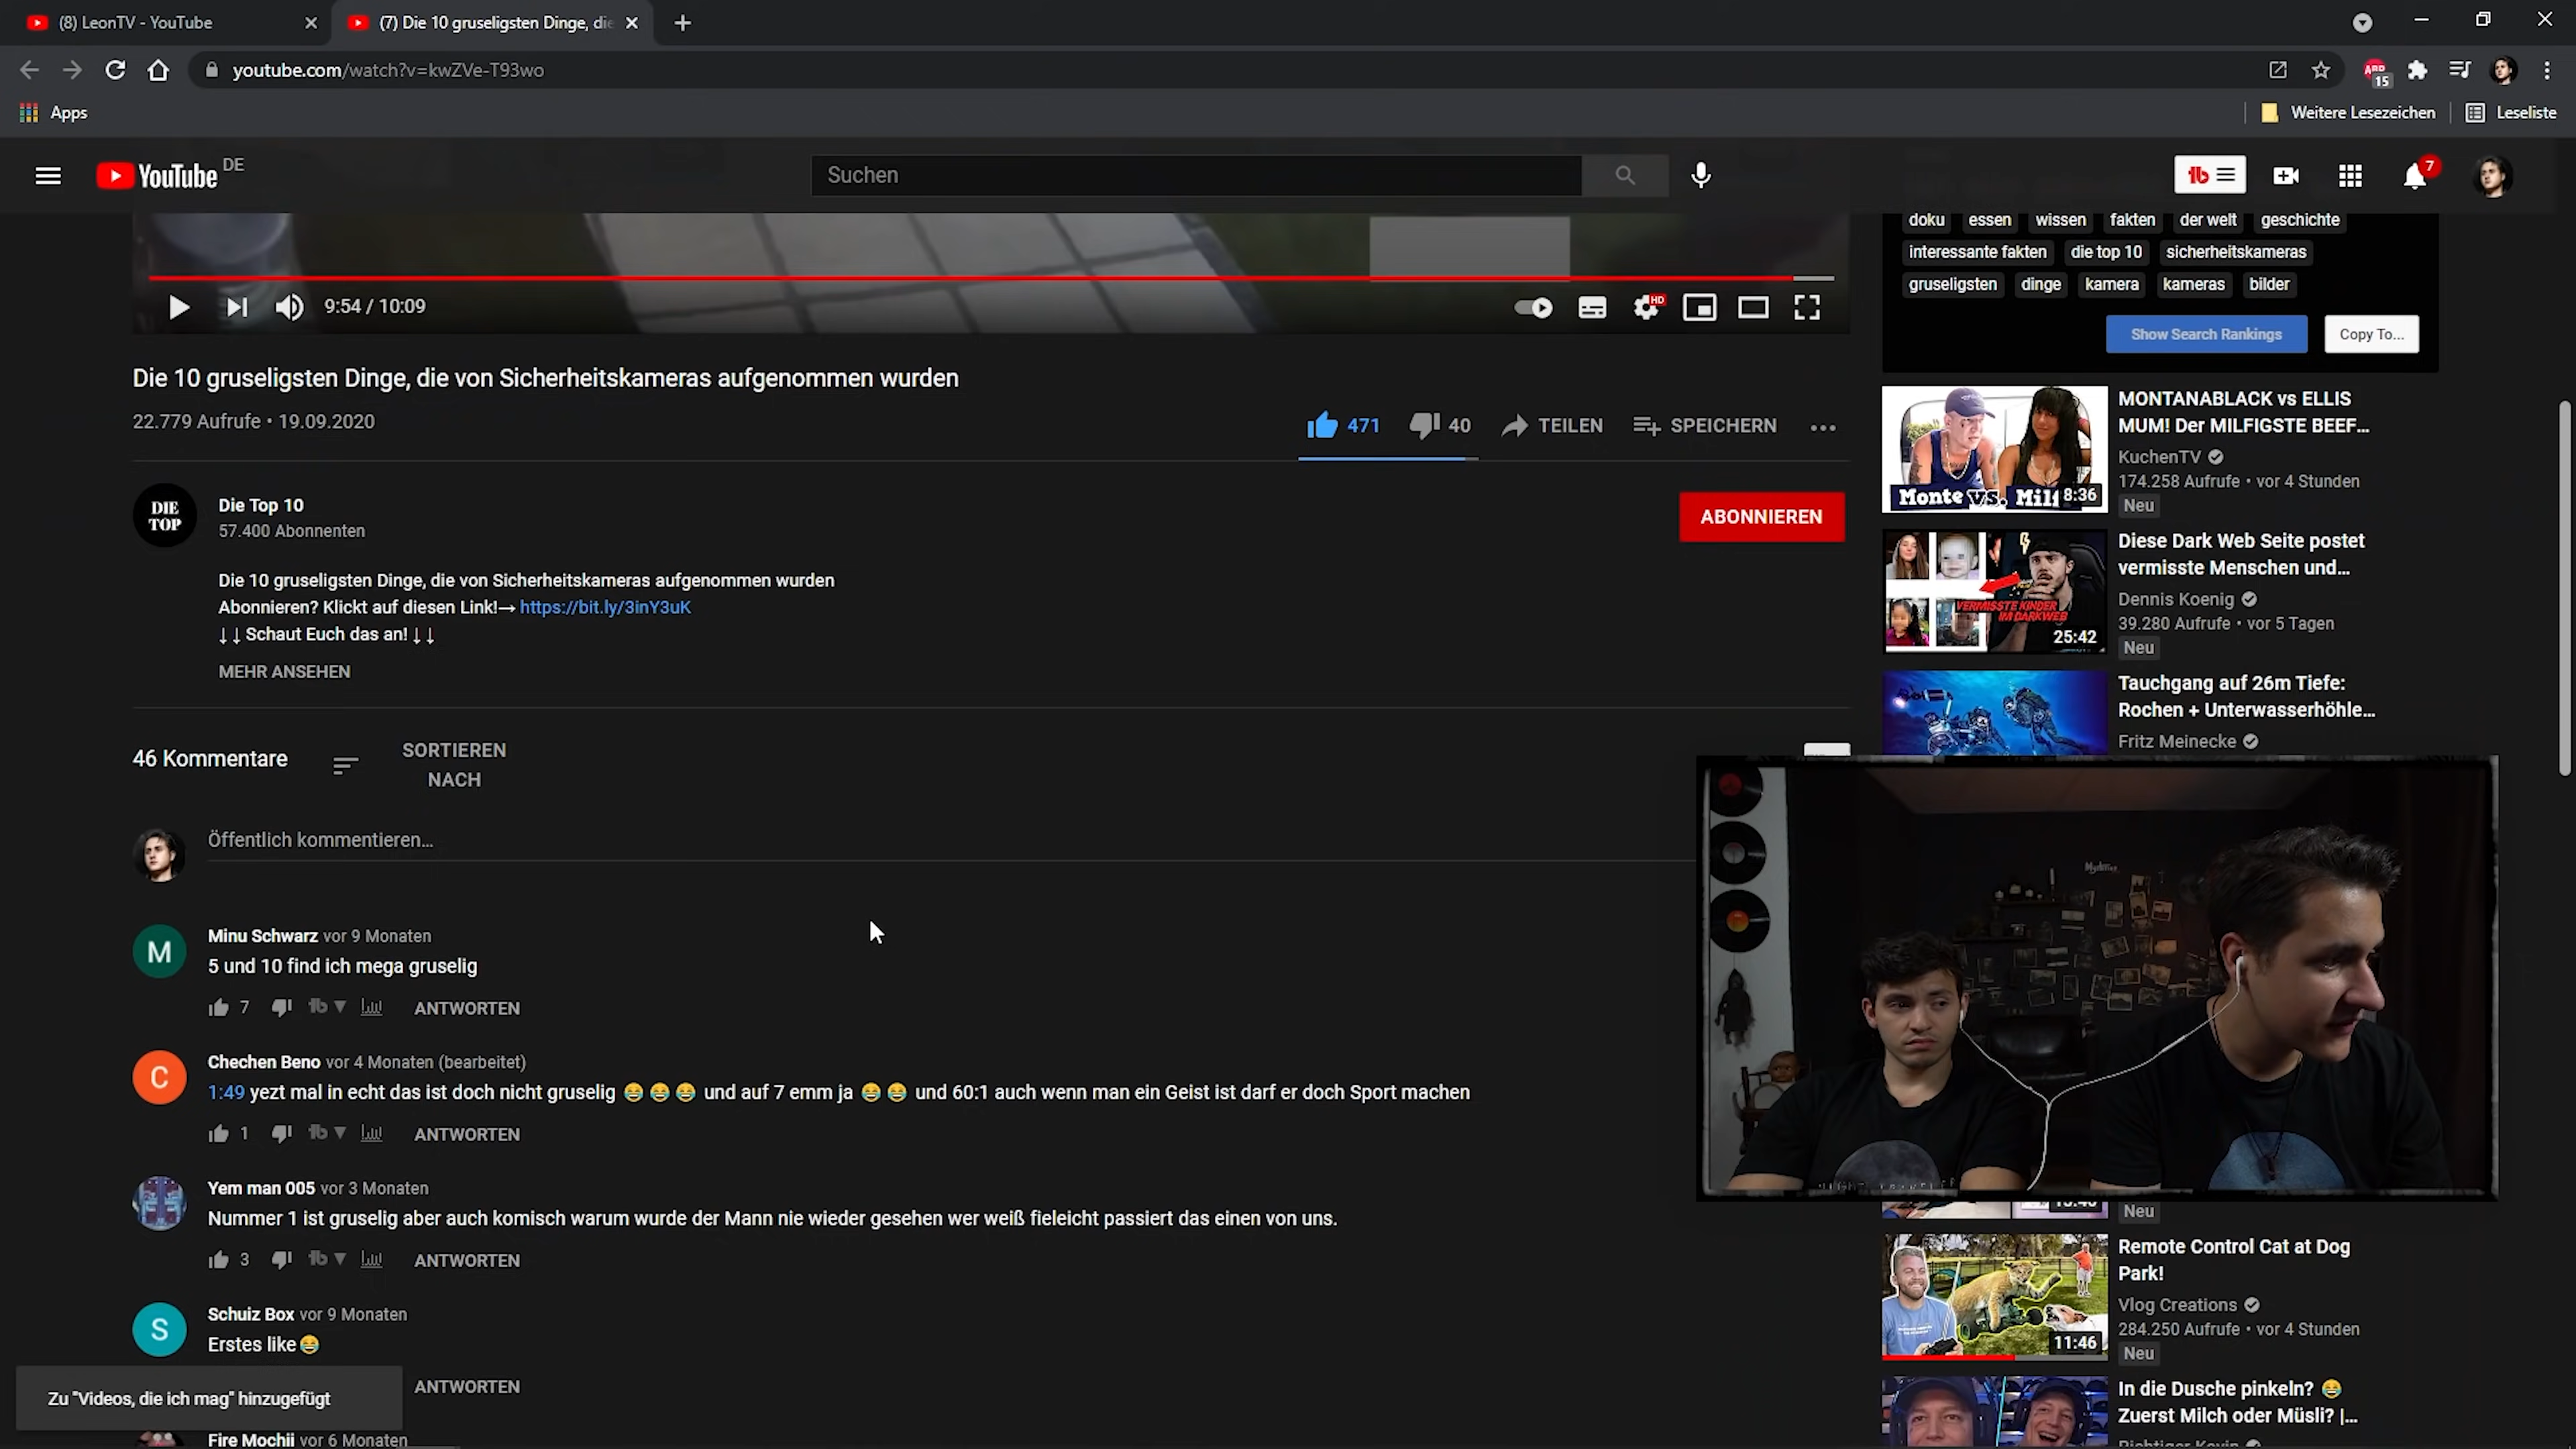 (8) LeonTV - YouTube
(7) Die 10 gruseligsten Dinge, die
youtube.com/watch?v=kwZVe-T93wo
ABP
15
Apps
Weitere Lesezeichen
Leseliste
YouTube DE
Suchen
7
doku essen wissen fakten der welt geschichte
interessante fakten die top 10 sicherheitskameras
gruseligsten dinge kamera kameras bilder
Show Search Rankings
Copy To...
9:54 / 10:09
HD
Die 10 gruseligsten Dinge, die von Sicherheitskameras aufgenommen wurden
22.779 Aufrufe • 19.09.2020
471
40
TEILEN
SPEICHERN
DIE TOP
Die Top 10
57.400 Abonnenten
ABONNIEREN
Die 10 gruseligsten Dinge, die von Sicherheitskameras aufgenommen wurden
Abonnieren? Klickt auf diesen Link!→ https://bit.ly/3inY3uK
↓↓ Schaut Euch das an! ↓↓
MEHR ANSEHEN
46 Kommentare
SORTIEREN
NACH
Öffentlich kommentieren...
M
Minu Schwarz vor 9 Monaten
5 und 10 find ich mega gruselig
7
ANTWORTEN
C
Chechen Beno vor 4 Monaten (bearbeitet)
1:49 yezt mal in echt das ist doch nicht gruselig 😂😂😂 und auf 7 emm ja 😂😂 und 60:1 auch wenn man ein Geist ist darf er doch Sport machen
1
ANTWORTEN
Yem man 005 vor 3 Monaten
Nummer 1 ist gruselig aber auch komisch warum wurde der Mann nie wieder gesehen wer weiß fieleicht passiert das einen von uns.
3
ANTWORTEN
S
Schuiz Box vor 9 Monaten
Erstes like😂
ANTWORTEN
Zu "Videos, die ich mag" hinzugefügt
Fire Mochii vor 6 Monaten
Monte vs. Milf
8:36
MONTANABLACK vs ELLIS
MUM! Der MILFIGSTE BEEF...
KuchenTV
174.258 Aufrufe • vor 4 Stunden
Neu
VERMISSTE KINDER
IM DARKWEB
25:42
Diese Dark Web Seite postet
vermisste Menschen und...
Dennis Koenig
39.280 Aufrufe • vor 5 Tagen
Neu
Tauchgang auf 26m Tiefe:
Rochen + Unterwasserhöhle...
Fritz Meinecke
Neu
11:46
Remote Control Cat at Dog
Park!
Vlog Creations
284.250 Aufrufe • vor 4 Stunden
Neu
In die Dusche pinkeln? 😂
Zuerst Milch oder Müsli? |...